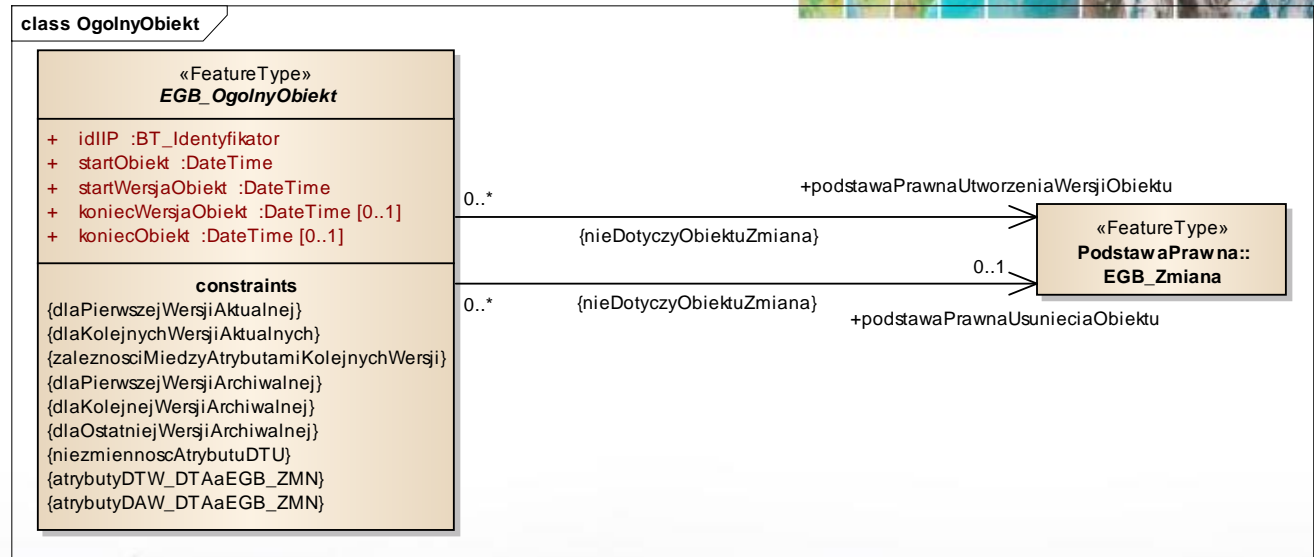 class OgolnyObiekt
«FeatureType»
EGB_OgolnyObiekt
+ idIIP :BT_Identyfikator
+ startObiekt :DateTime
+ startWersjaObiekt :DateTime
+ koniecWersjaObiekt :DateTime [0..1]
+ koniecObiekt :DateTime [0..1]
constraints
{dlaPierwszejWersjiAktualnej}
{dlaKolejnychWersjiAktualnych}
{zaleznosciMiedzyAtrybutamiKolejnychWersji}
{dlaPierwszejWersjiArchiwalnej}
{dlaKolejnejWersjiArchiwalnej}
{dlaOstatniejWersjiArchiwalnej}
{niezmiennoscAtrybutuDTU}
{atrybutyDTW_DTAaEGB_ZMN}
{atrybutyDAW_DTAaEGB_ZMN}
0..*
+podstawaPrawnaUtworzeniaWersjiObiektu
{nieDotyczyObiektuZmiana}
0..1
0..*
{nieDotyczyObiektuZmiana}
+podstawaPrawnaUsunieciaObiektu
«FeatureType»
PodstawaPrawna::
EGB_Zmiana